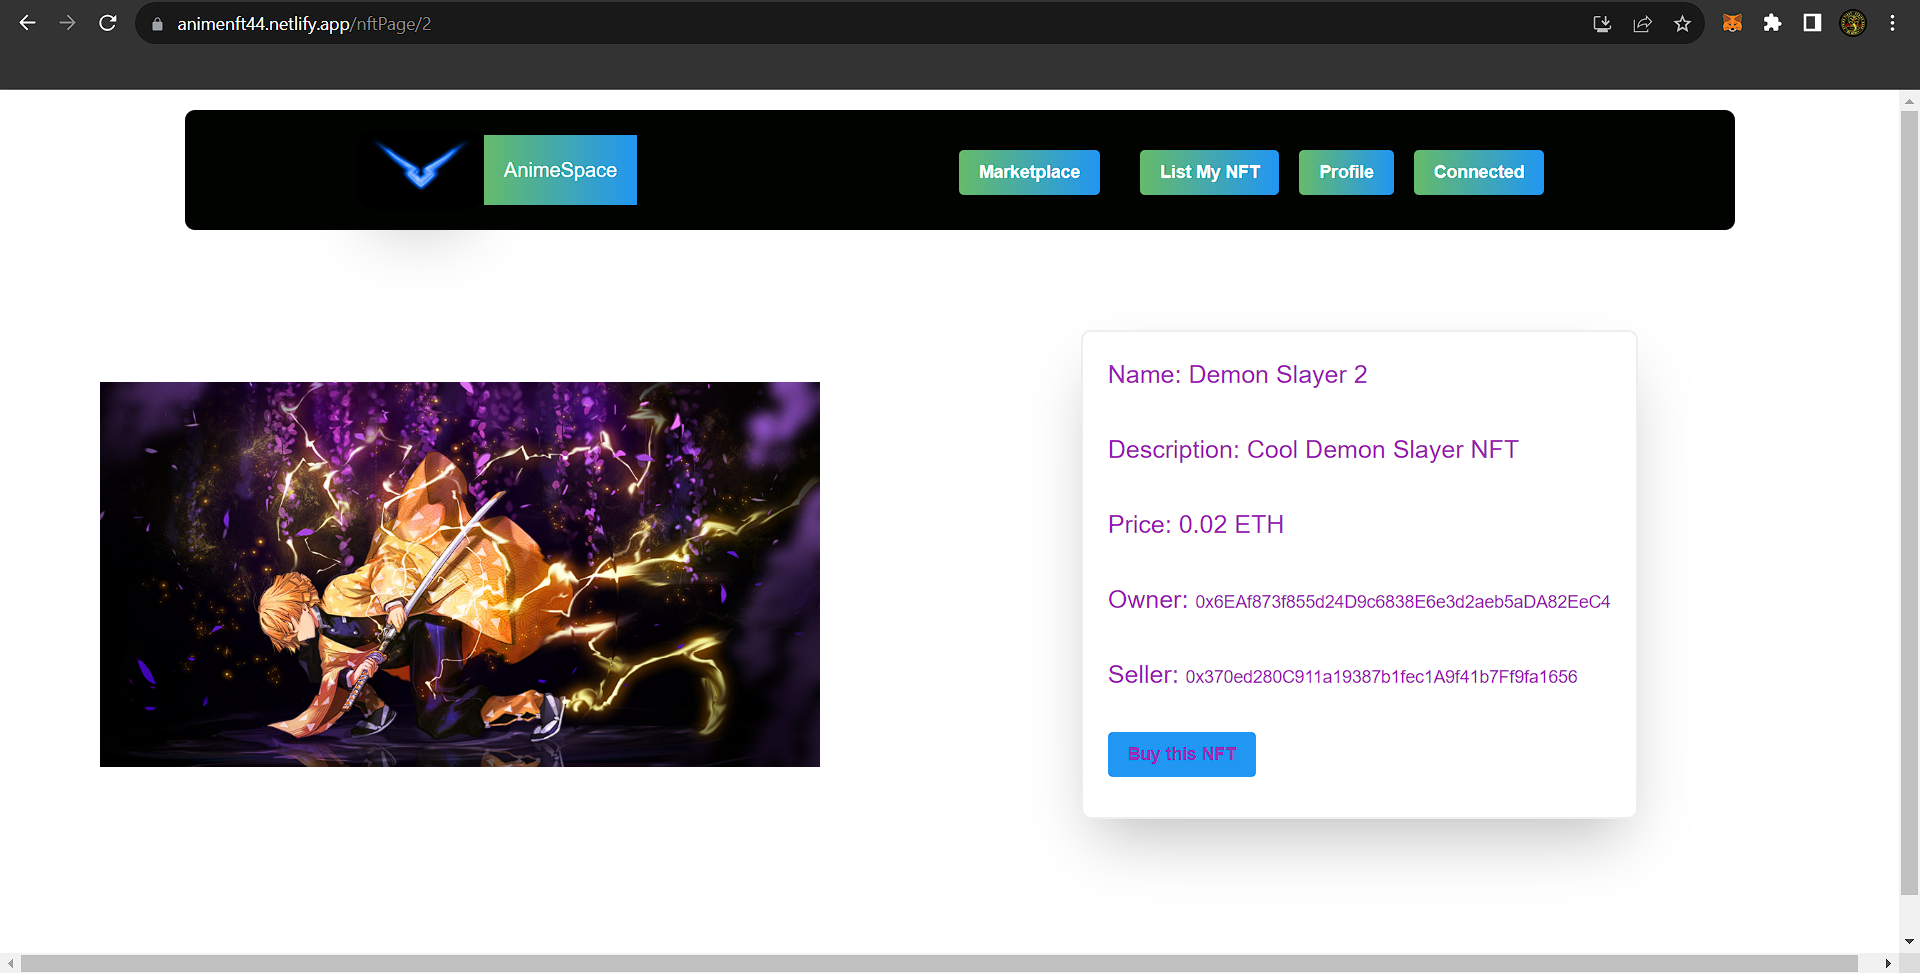 animenft44.netlify.app/nftPage/2
AnimeSpace
Marketplace
List My NFT
Profile
Connected
Name: Demon Slayer 2
Description: Cool Demon Slayer NFT
Price: 0.02 ETH
Owner: 0x6EAf873f855d24D9c6838E6e3d2aeb5aDA82EeC4
Seller: 0x370ed280C911a19387b1fec1A9f41b7Ff9fa1656
Buy this NFT